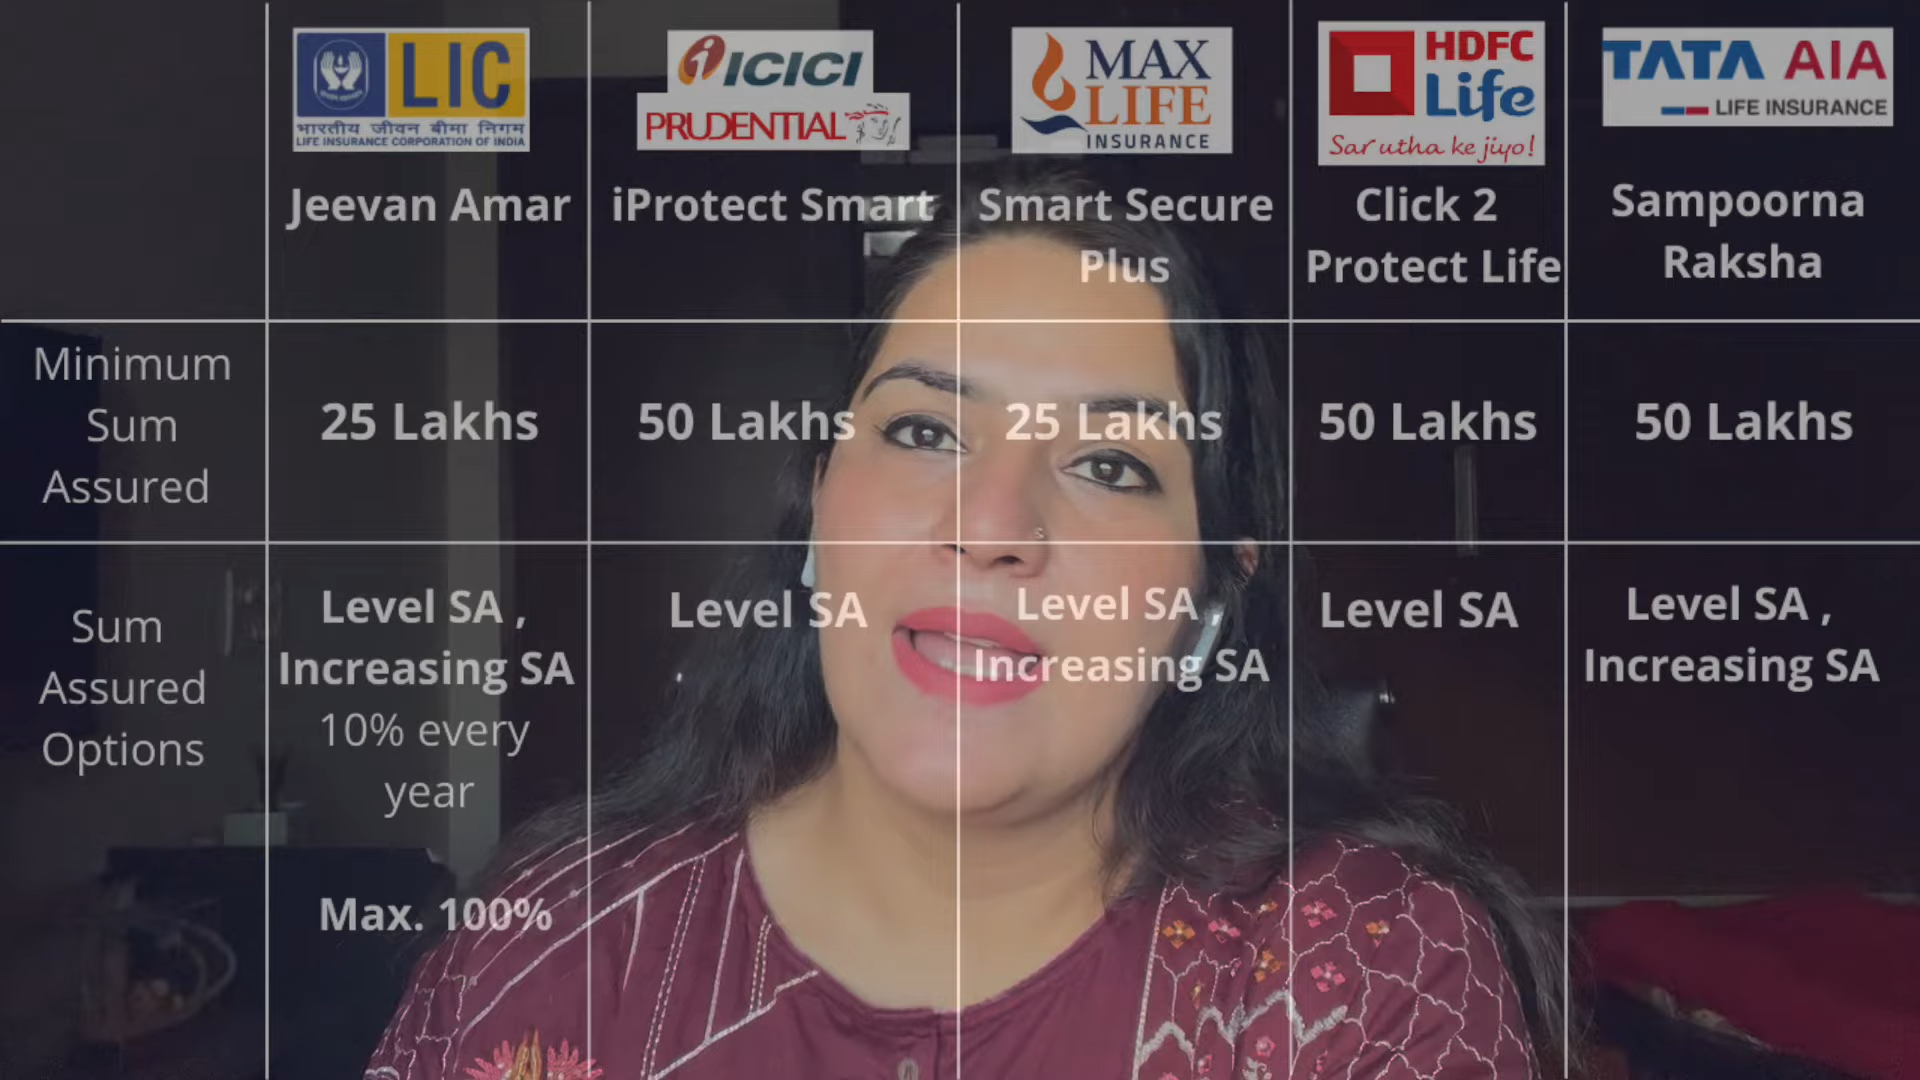 LIC
भारतीय जीवन बीमा निगम
LIFE INSURANCE CORPORATION OF INDIA
Jeevan Amar
ICICI
PRUDENTIAL
iProtect Smart
MAX
LIFE
INSURANCE
Smart Secure
Plus
HDFC
Life
Sar utha ke jiyo!
Click 2
Protect Life
TATA AIA
LIFE INSURANCE
Sampoorna
Raksha
Minimum
Sum
Assured
25 Lakhs
50 Lakhs
25 Lakhs
50 Lakhs
50 Lakhs
Sum
Assured
Options
Level SA ,
Increasing SA
10% every
year
Max. 100%
Level SA
Level SA ,
Increasing SA
Level SA
Level SA ,
Increasing SA